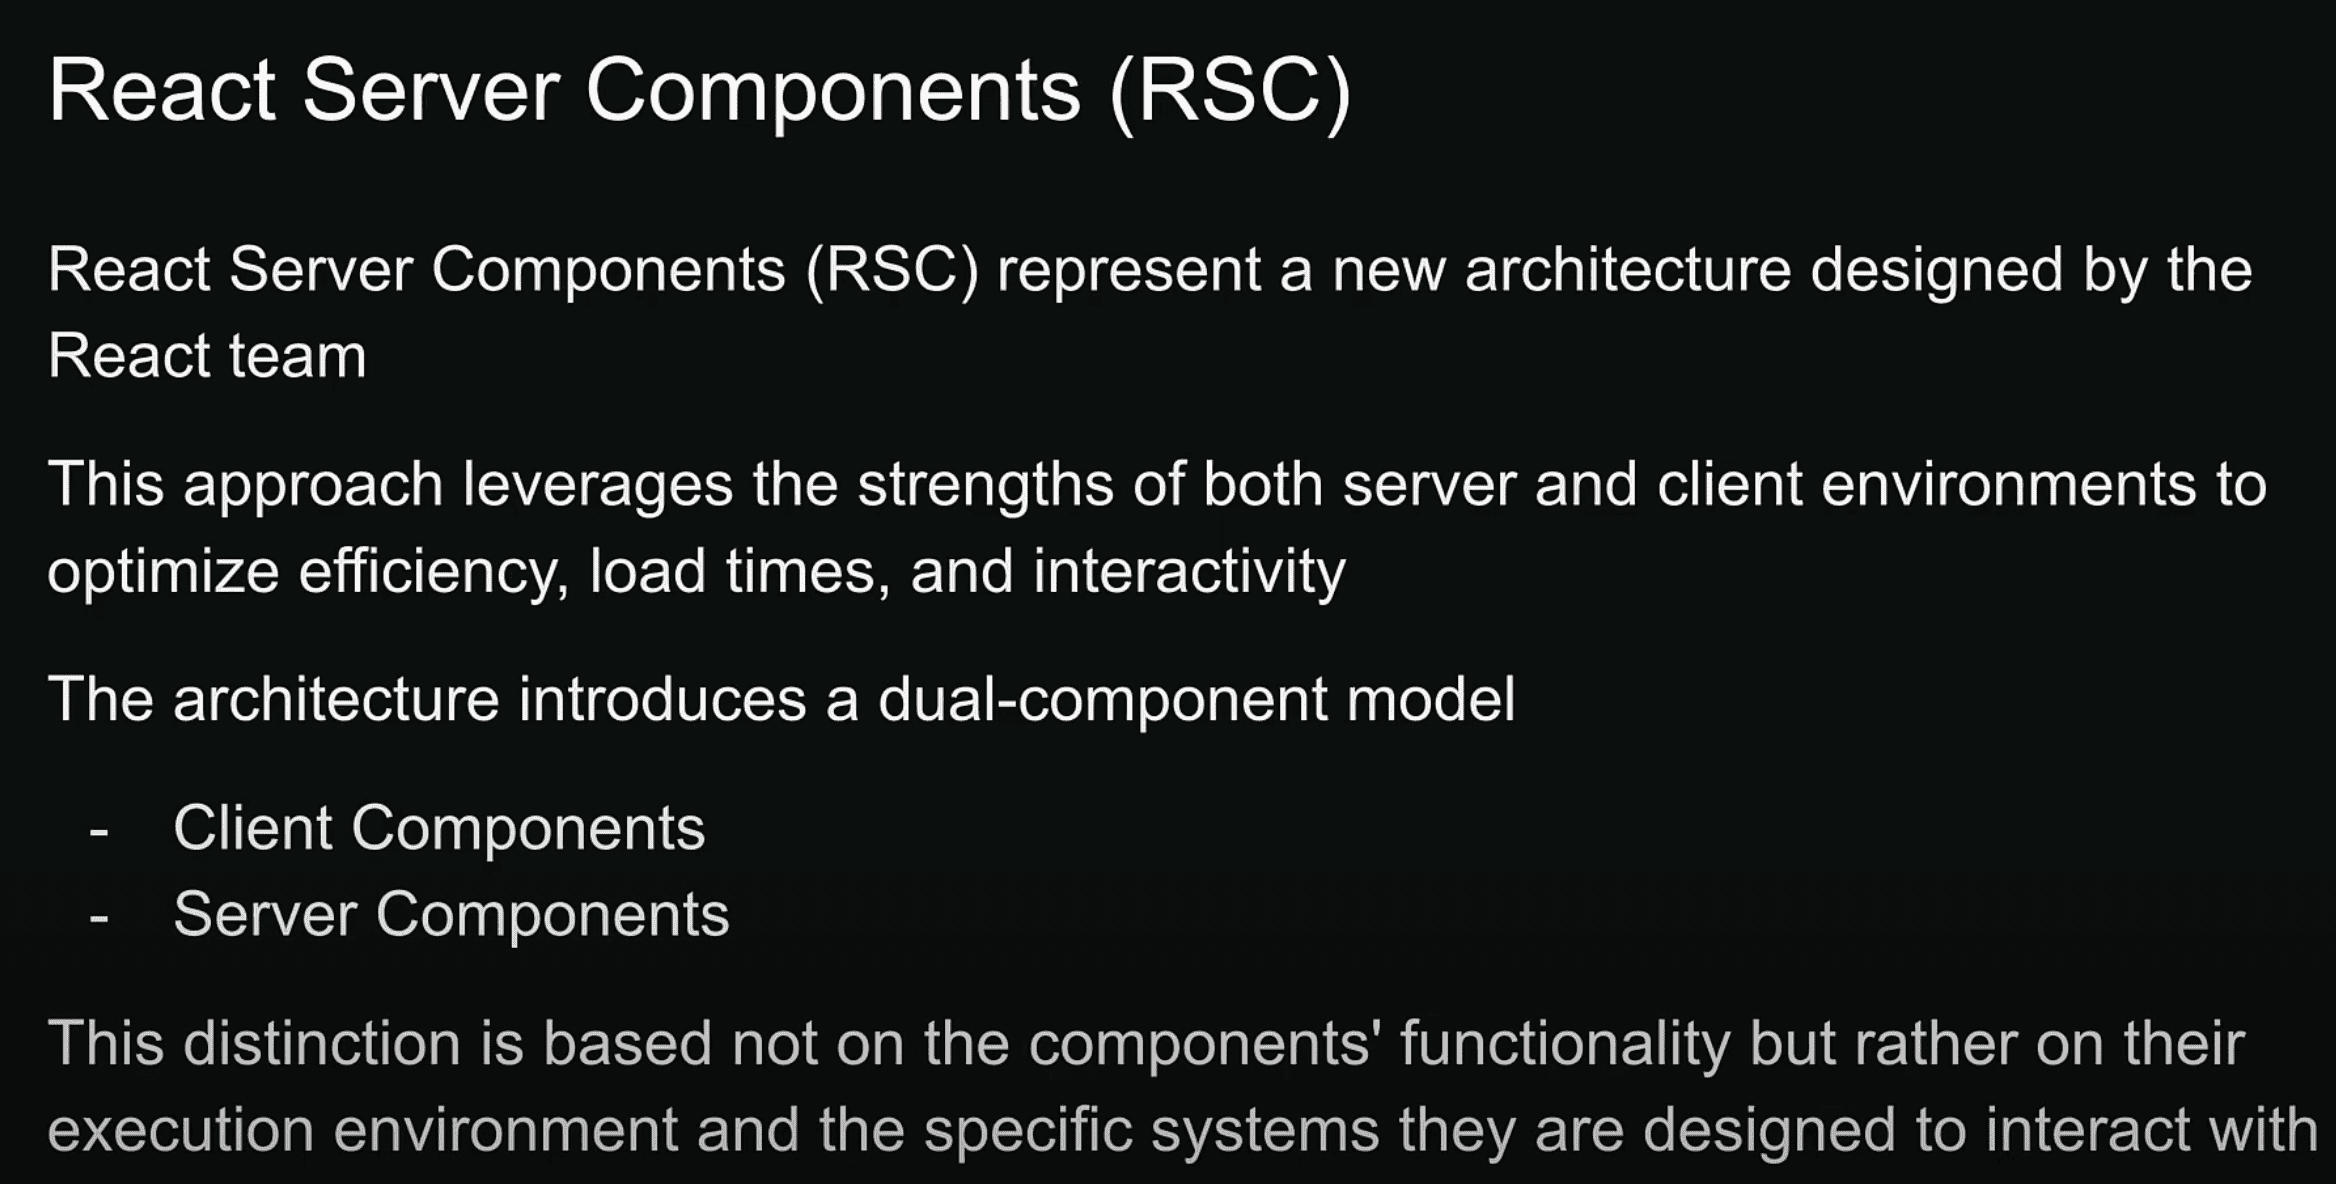 React Server Components (RSC)
React Server Components (RSC) represent a new architecture designed by the
React team
This approach leverages the strengths of both server and client environments to
optimize efficiency, load times, and interactivity
The architecture introduces a dual-component model
- Client Components
- Server Components
This distinction is based not on the components' functionality but rather on their
execution environment and the specific systems they are designed to interact with